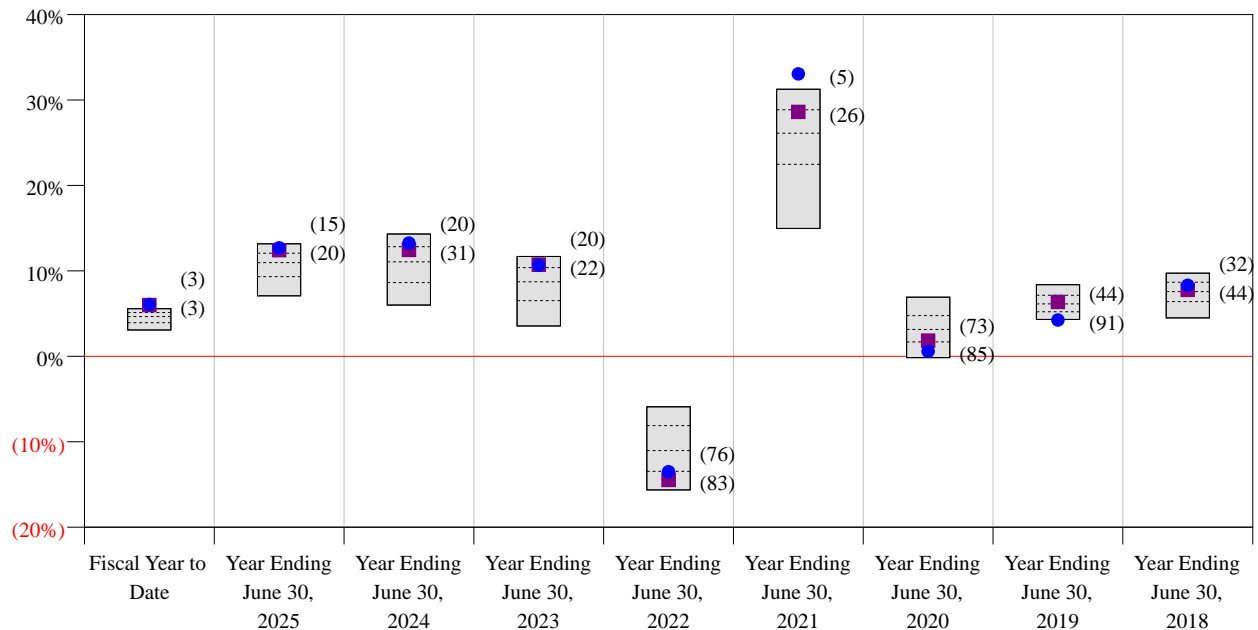 40%
30%
20%
10%
0%
(10%)
(20%)
(3)
(3)
(15)
(20)
(20)
(31)
(20)
(22)
(76)
(83)
(5)
(26)
(73)
(85)
(44)
(91)
(32)
(44)
Fiscal Year to
Date
Year Ending
June 30,
2025
Year Ending
June 30,
2024
Year Ending
June 30,
2023
Year Ending
June 30,
2022
Year Ending
June 30,
2021
Year Ending
June 30,
2020
Year Ending
June 30,
2019
Year Ending
June 30,
2018